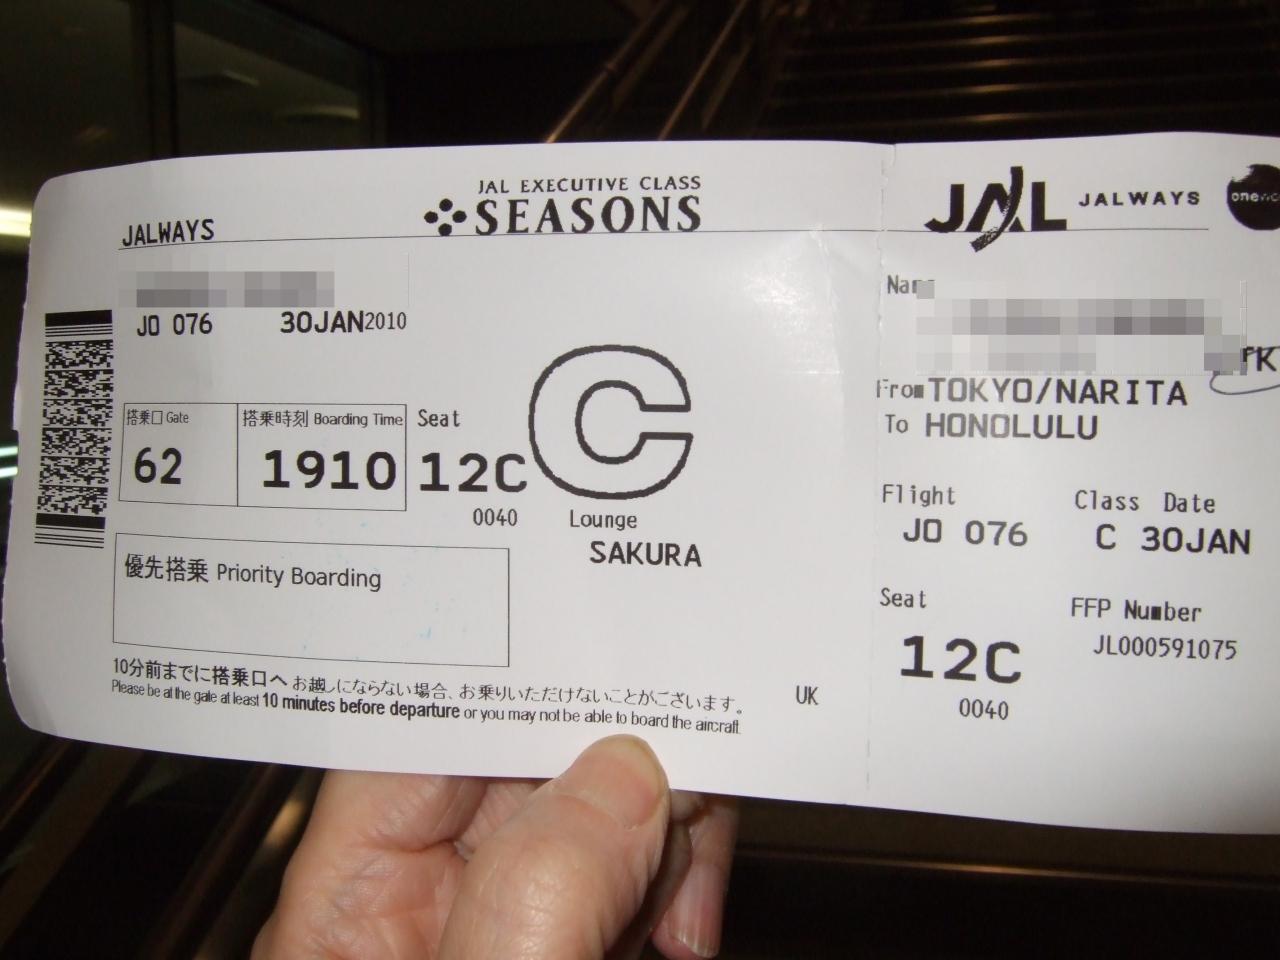 JAL EXECUTIVE CLASS
SEASONS
JALWAYS
JO 076 30JAN2010
搭乗口 Gate 搭乗時刻 Boarding Time Seat
62 1910 12C
0040
C
Lounge
SAKURA
優先搭乗 Priority Boarding
10分前までに搭乗口へ お越しにならない場合、お乗りいただけないことがございます。
Please be at the gate at least 10 minutes before departure or you may not be able to board the aircraft.
UK
JAL JALWAYS
From TOKYO/NARITA
To HONOLULU
Flight Class Date
JO 076 C 30JAN
Seat FFP Number
12C JL000591075
0040